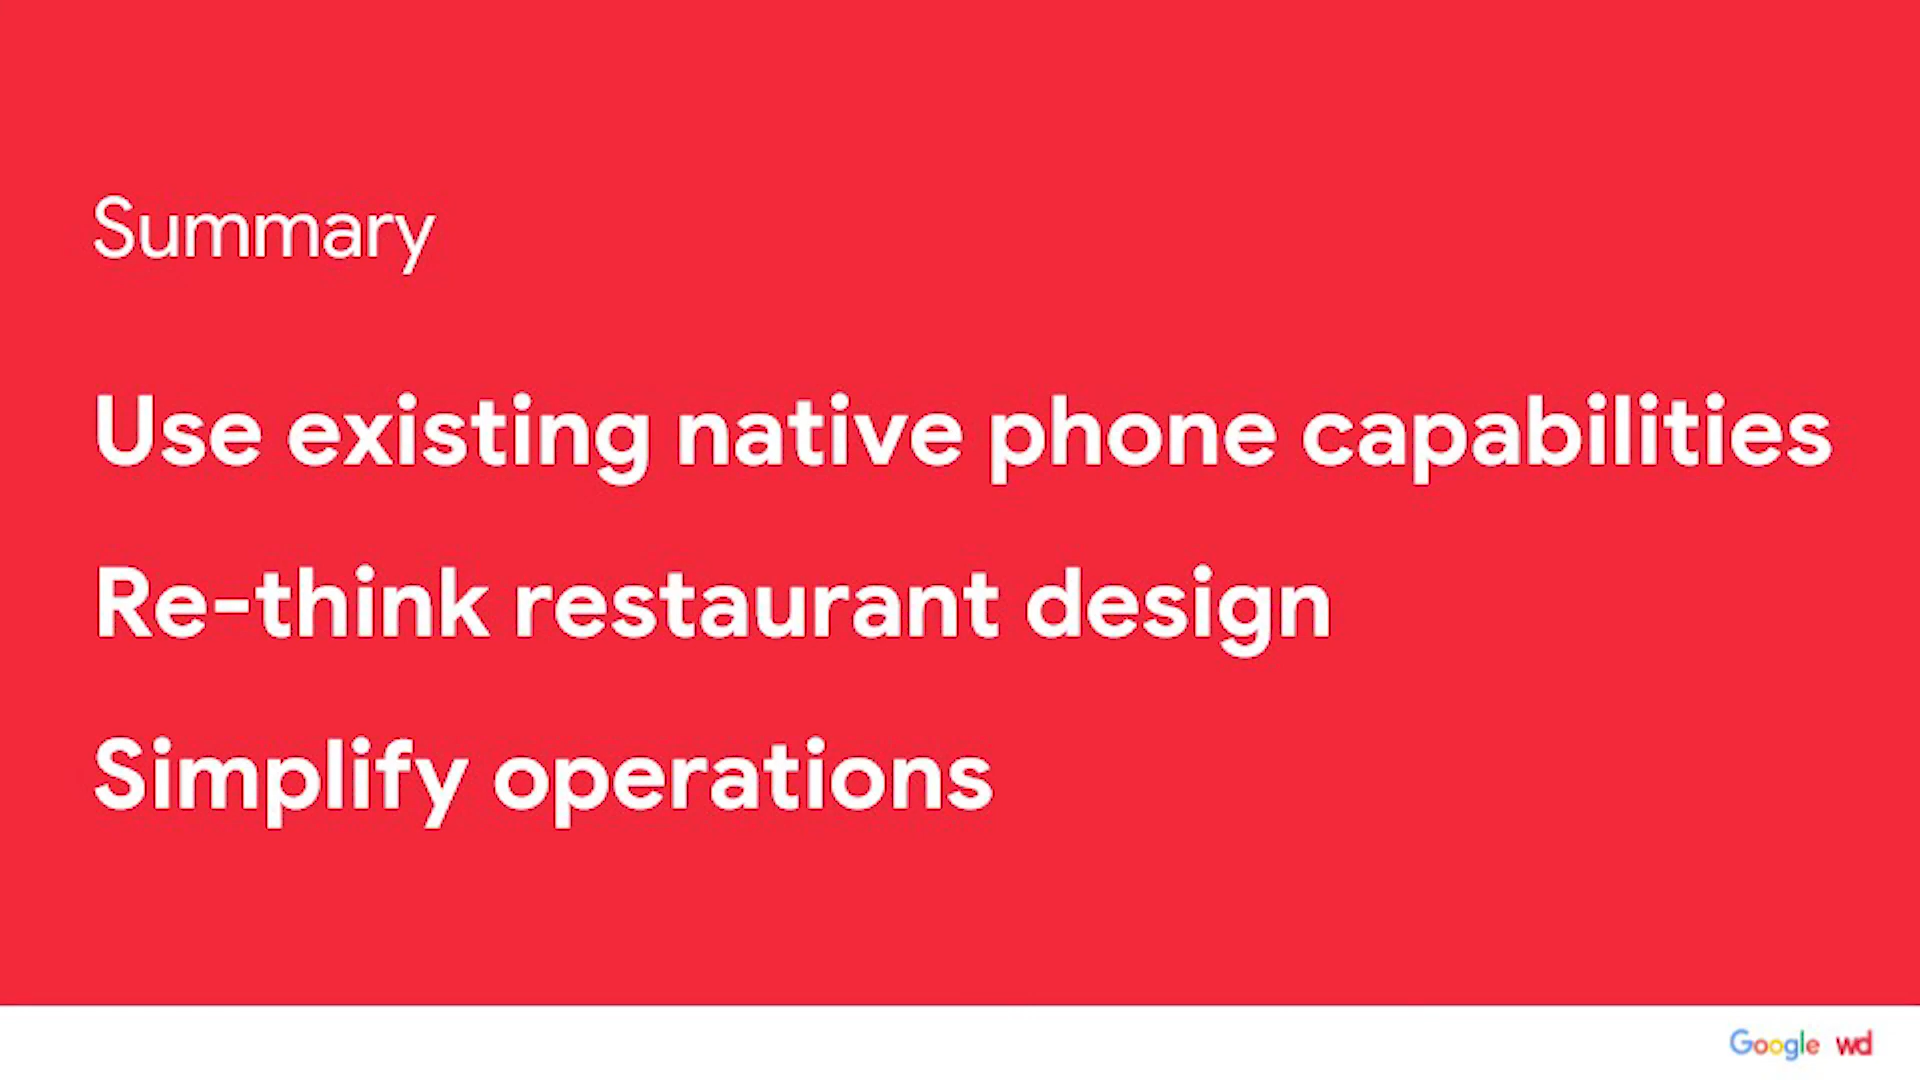 Summary
Use existing native phone capabilities
Re-think restaurant design
Simplify operations
Google wd